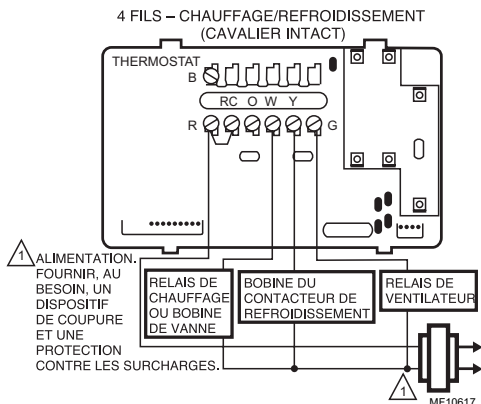 4 FILS – CHAUFFAGE/REFROIDISSEMENT
(CAVALIER INTACT)
THERMOSTAT
B
RC O W Y
R
G
1
ALIMENTATION.
FOURNIR, AU
BESOIN, UN
DISPOSITIF
DE COUPURE
ET UNE
PROTECTION
CONTRE LES SURCHARGES.
RELAIS DE
CHAUFFAGE
OU BOBINE
DE VANNE
BOBINE DU
CONTACTEUR DE
REFROIDISSEMENT
RELAIS DE
VENTILATEUR
1
MF10617